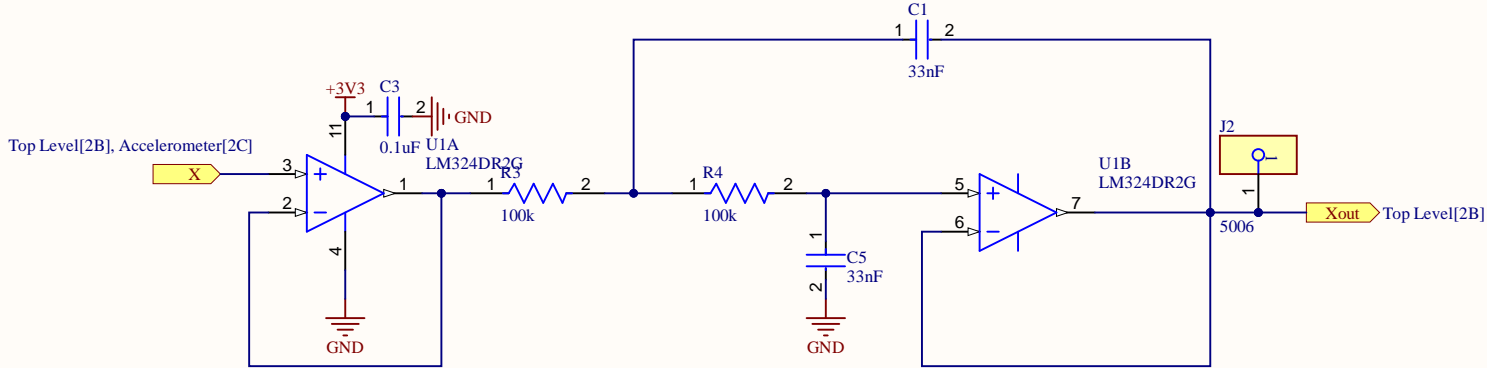 C1
1
2
33nF
+3V3
C3
1
2
GND
11
0.1uF
U1A
LM324DR2G
Top Level[2B], Accelerometer[2C]
X
3
2
1
4
GND
R3
1
2
100k
R4
1
2
100k
1
C5
33nF
2
GND
U1B
LM324DR2G
5
6
7
J2
1
1
5006
Xout
Top Level[2B]